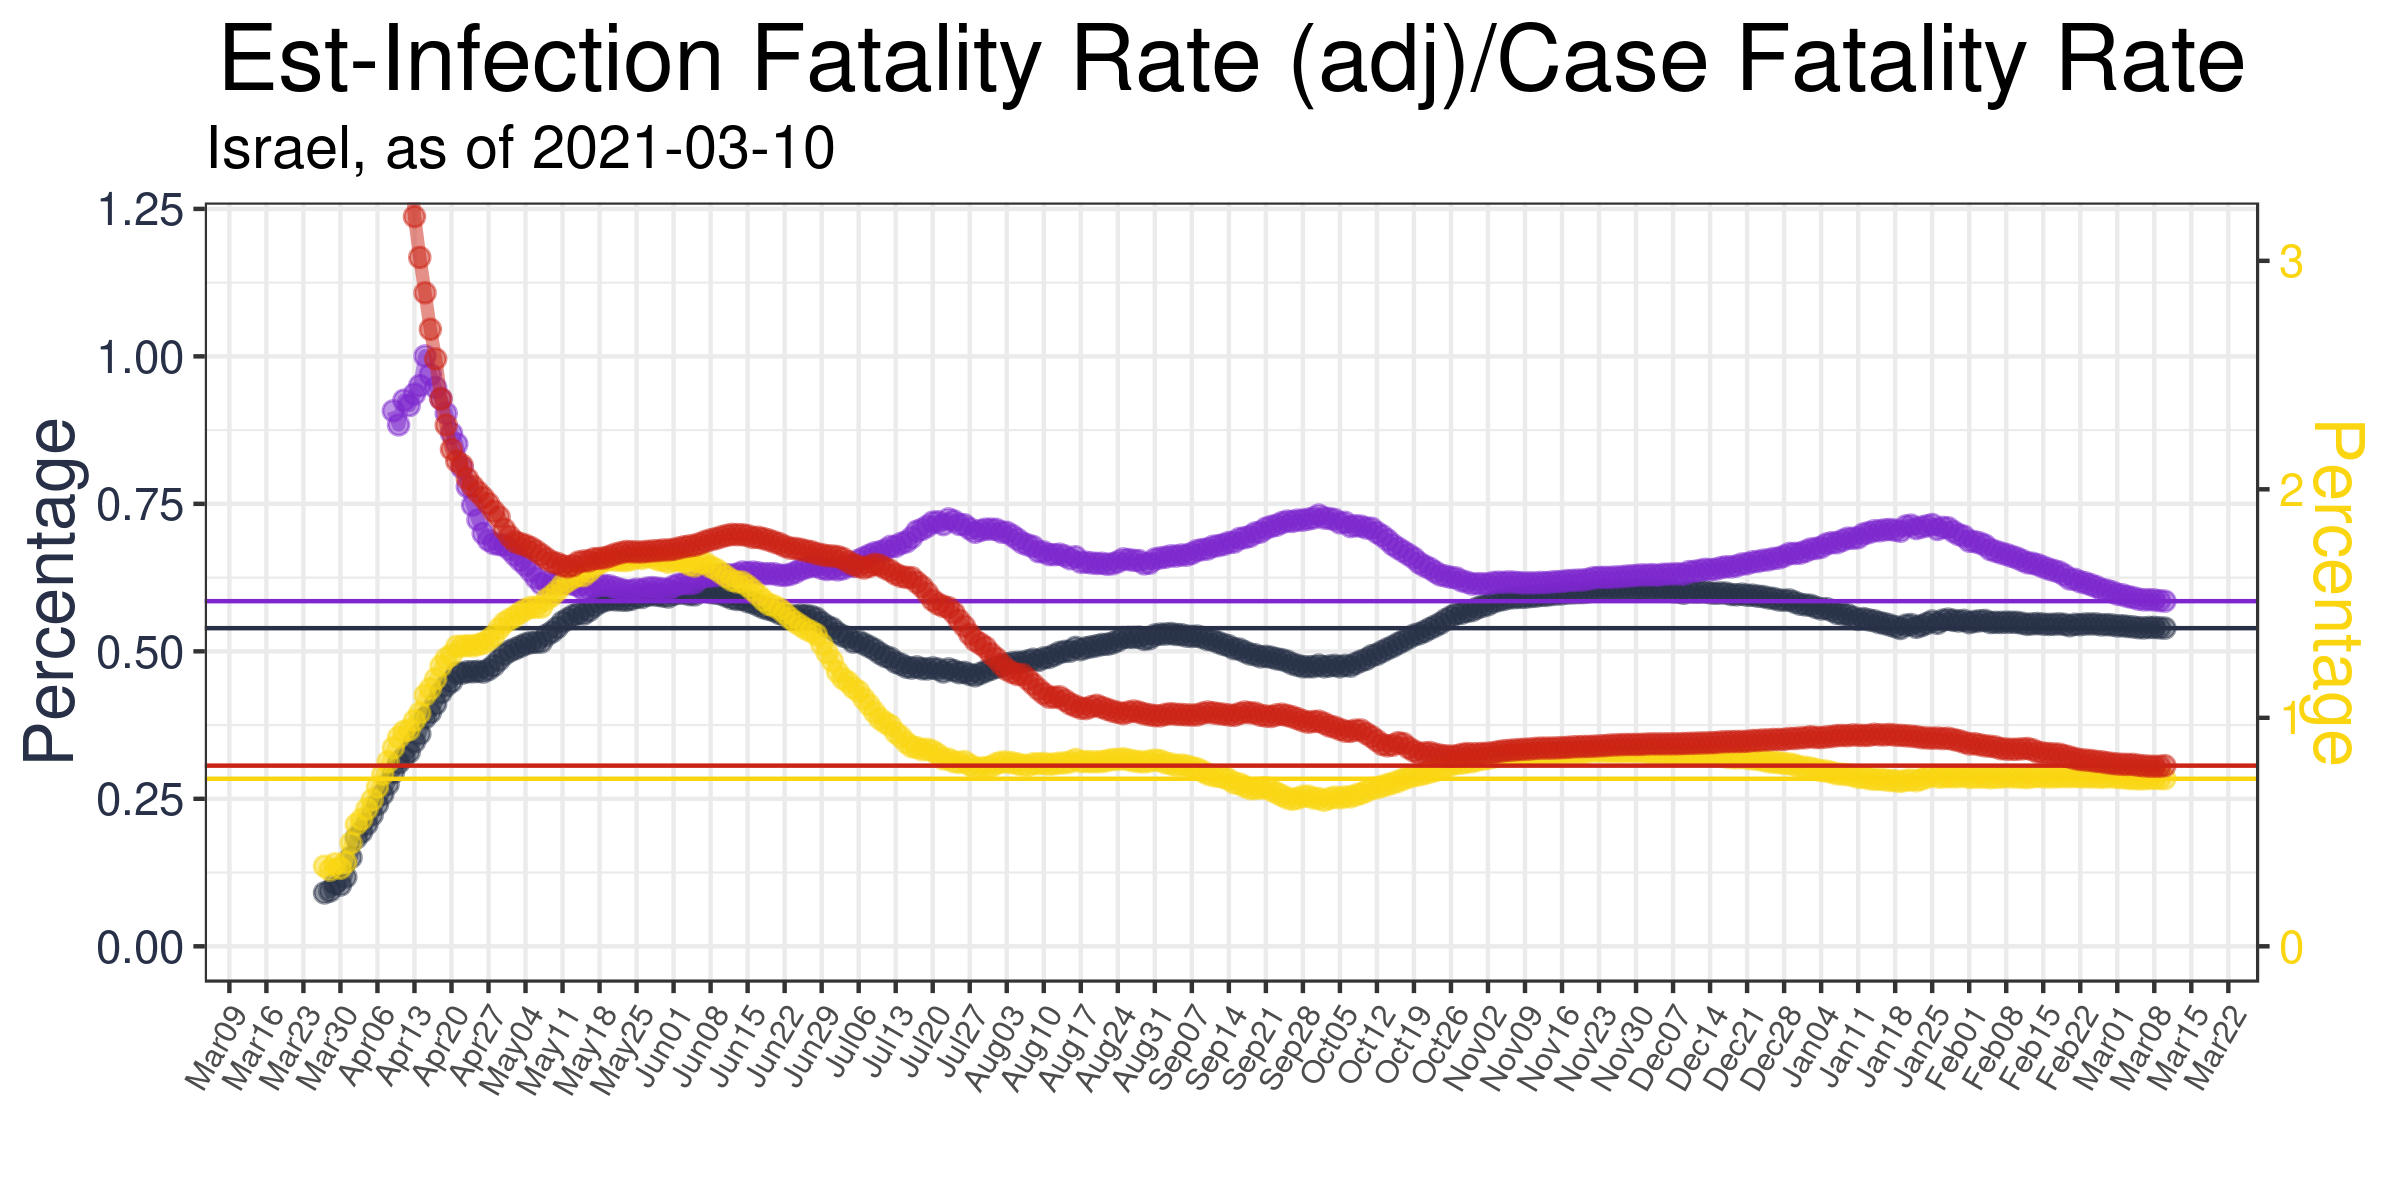 Est-Infection Fatality Rate (adj)/Case Fatality Rate
Israel, as of 2021-03-10
Percentage
1.25
1.00
0.75
0.50
0.25
0.00
3
2
1
0
Percentage
Mar09
Mar16
Mar23
Mar30
Apr06
Apr13
Apr20
Apr27
May04
May11
May18
May25
Jun01
Jun08
Jun15
Jun22
Jun29
Jul06
Jul13
Jul20
Jul27
Aug03
Aug10
Aug17
Aug24
Aug31
Sep07
Sep14
Sep21
Sep28
Oct05
Oct12
Oct19
Oct26
Nov02
Nov09
Nov16
Nov23
Nov30
Dec07
Dec14
Dec21
Dec28
Jan04
Jan11
Jan18
Jan25
Feb01
Feb08
Feb15
Feb22
Mar01
Mar08
Mar15
Mar22